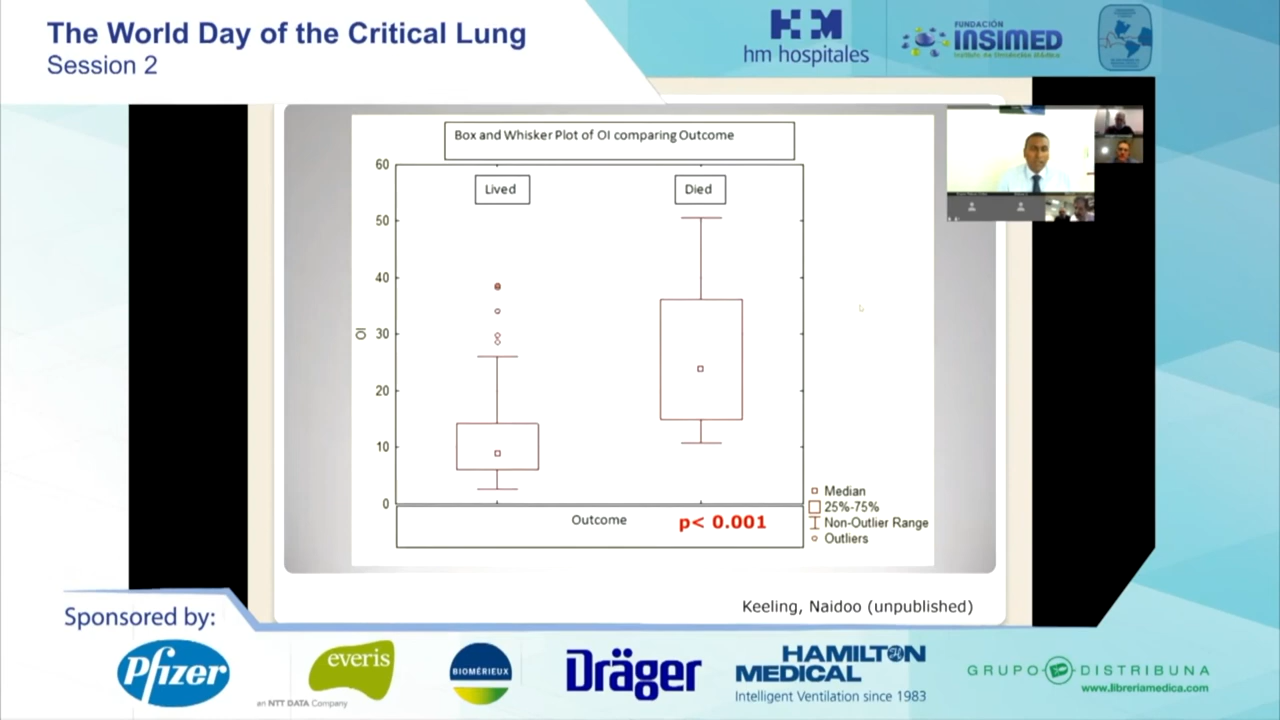 The World Day of the Critical Lung
Session 2
hm hospitales
FUNDACIÓN
INSIMED
Box and Whisker Plot of OI comparing Outcome
Lived
Died
60
50
40
30
20
10
0
OI
Outcome
p< 0.001
Median
25%-75%
Non-Outlier Range
Outliers
Keeling, Naidoo (unpublished)
Sponsored by:
Pfizer
everis
an NTT DATA Company
BIOMÉRIEUX
Dräger
HAMILTON
MEDICAL
Intelligent Ventilation since 1983
GRUPO DISTRIBUNA
www.libreriamedica.com